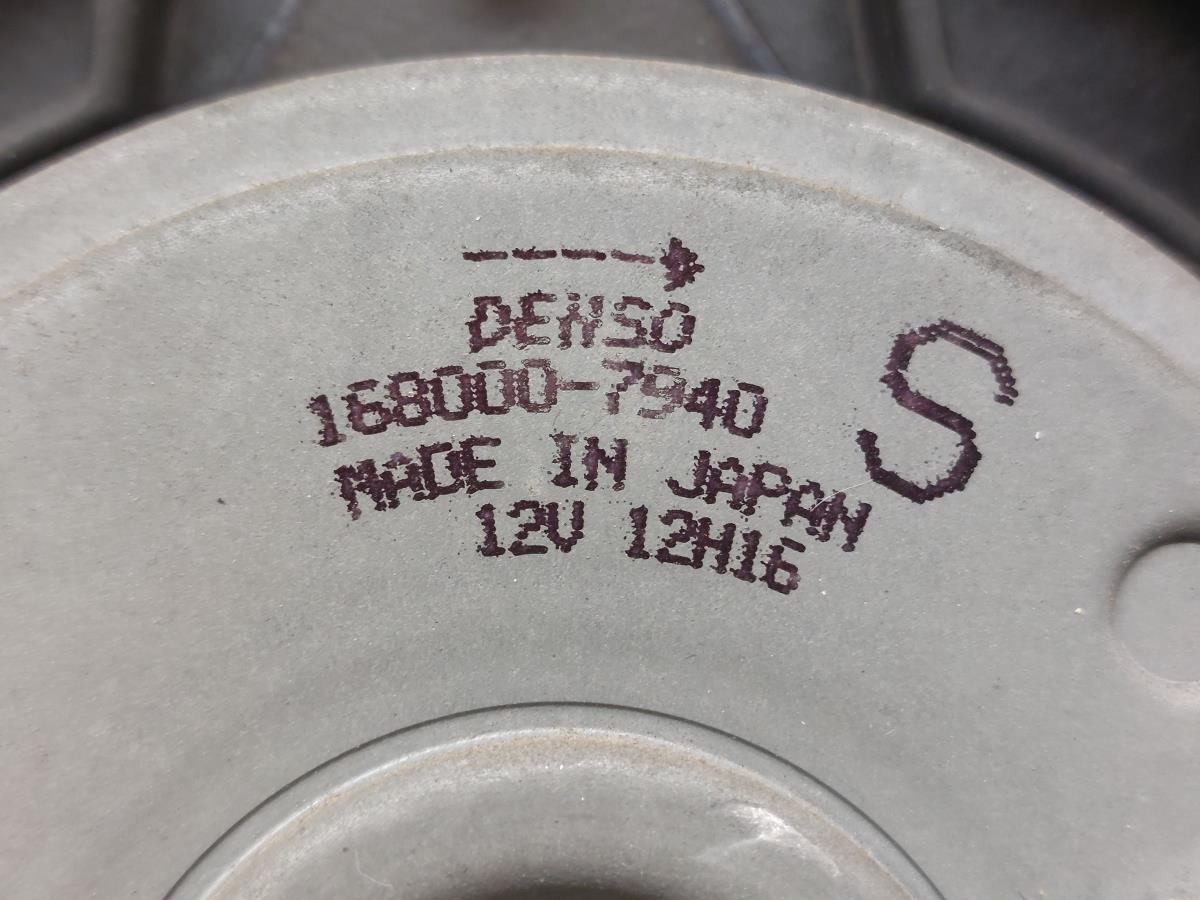 DENSO
168000-7940
MADE IN JAPAN
12V 12H16
S